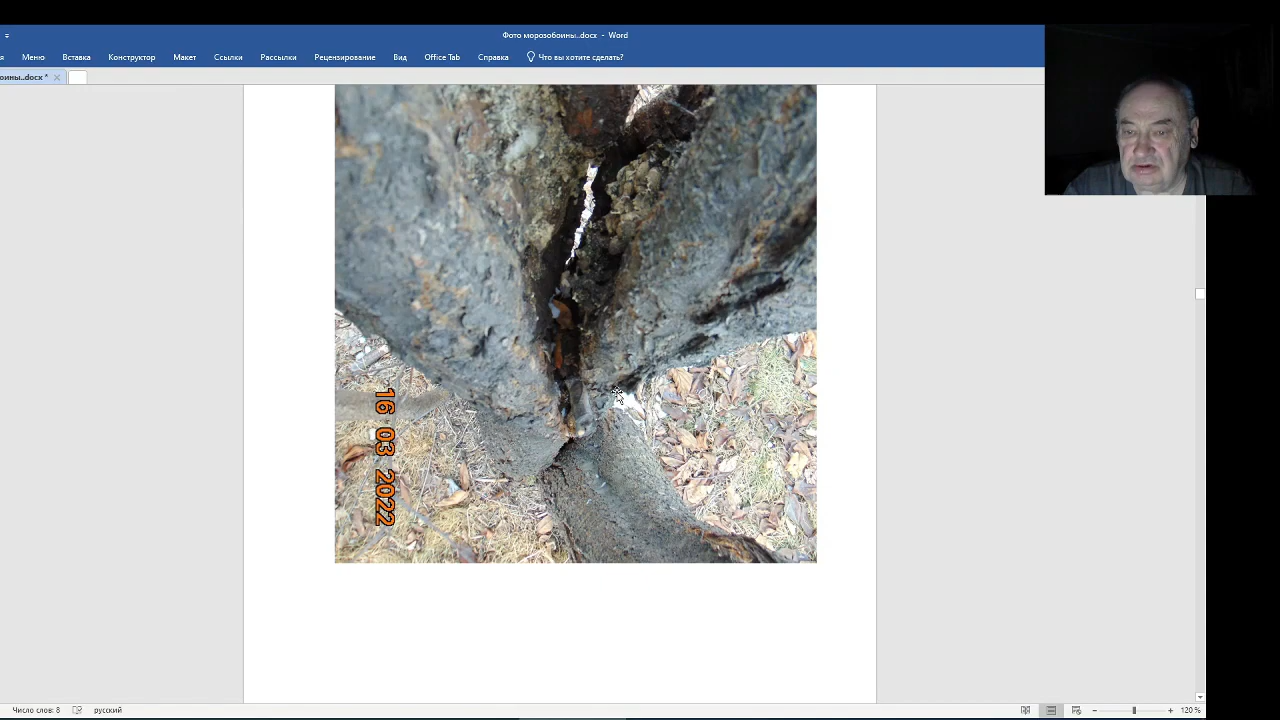 Фото морозобоины..docx - Word
Меню Вставка Конструктор Макет Ссылки Рассылки Рецензирование Вид Office Tab Справка Что вы хотите сделать?
оины..docx *
16 03 2022
Число слов: 8 русский 120 %